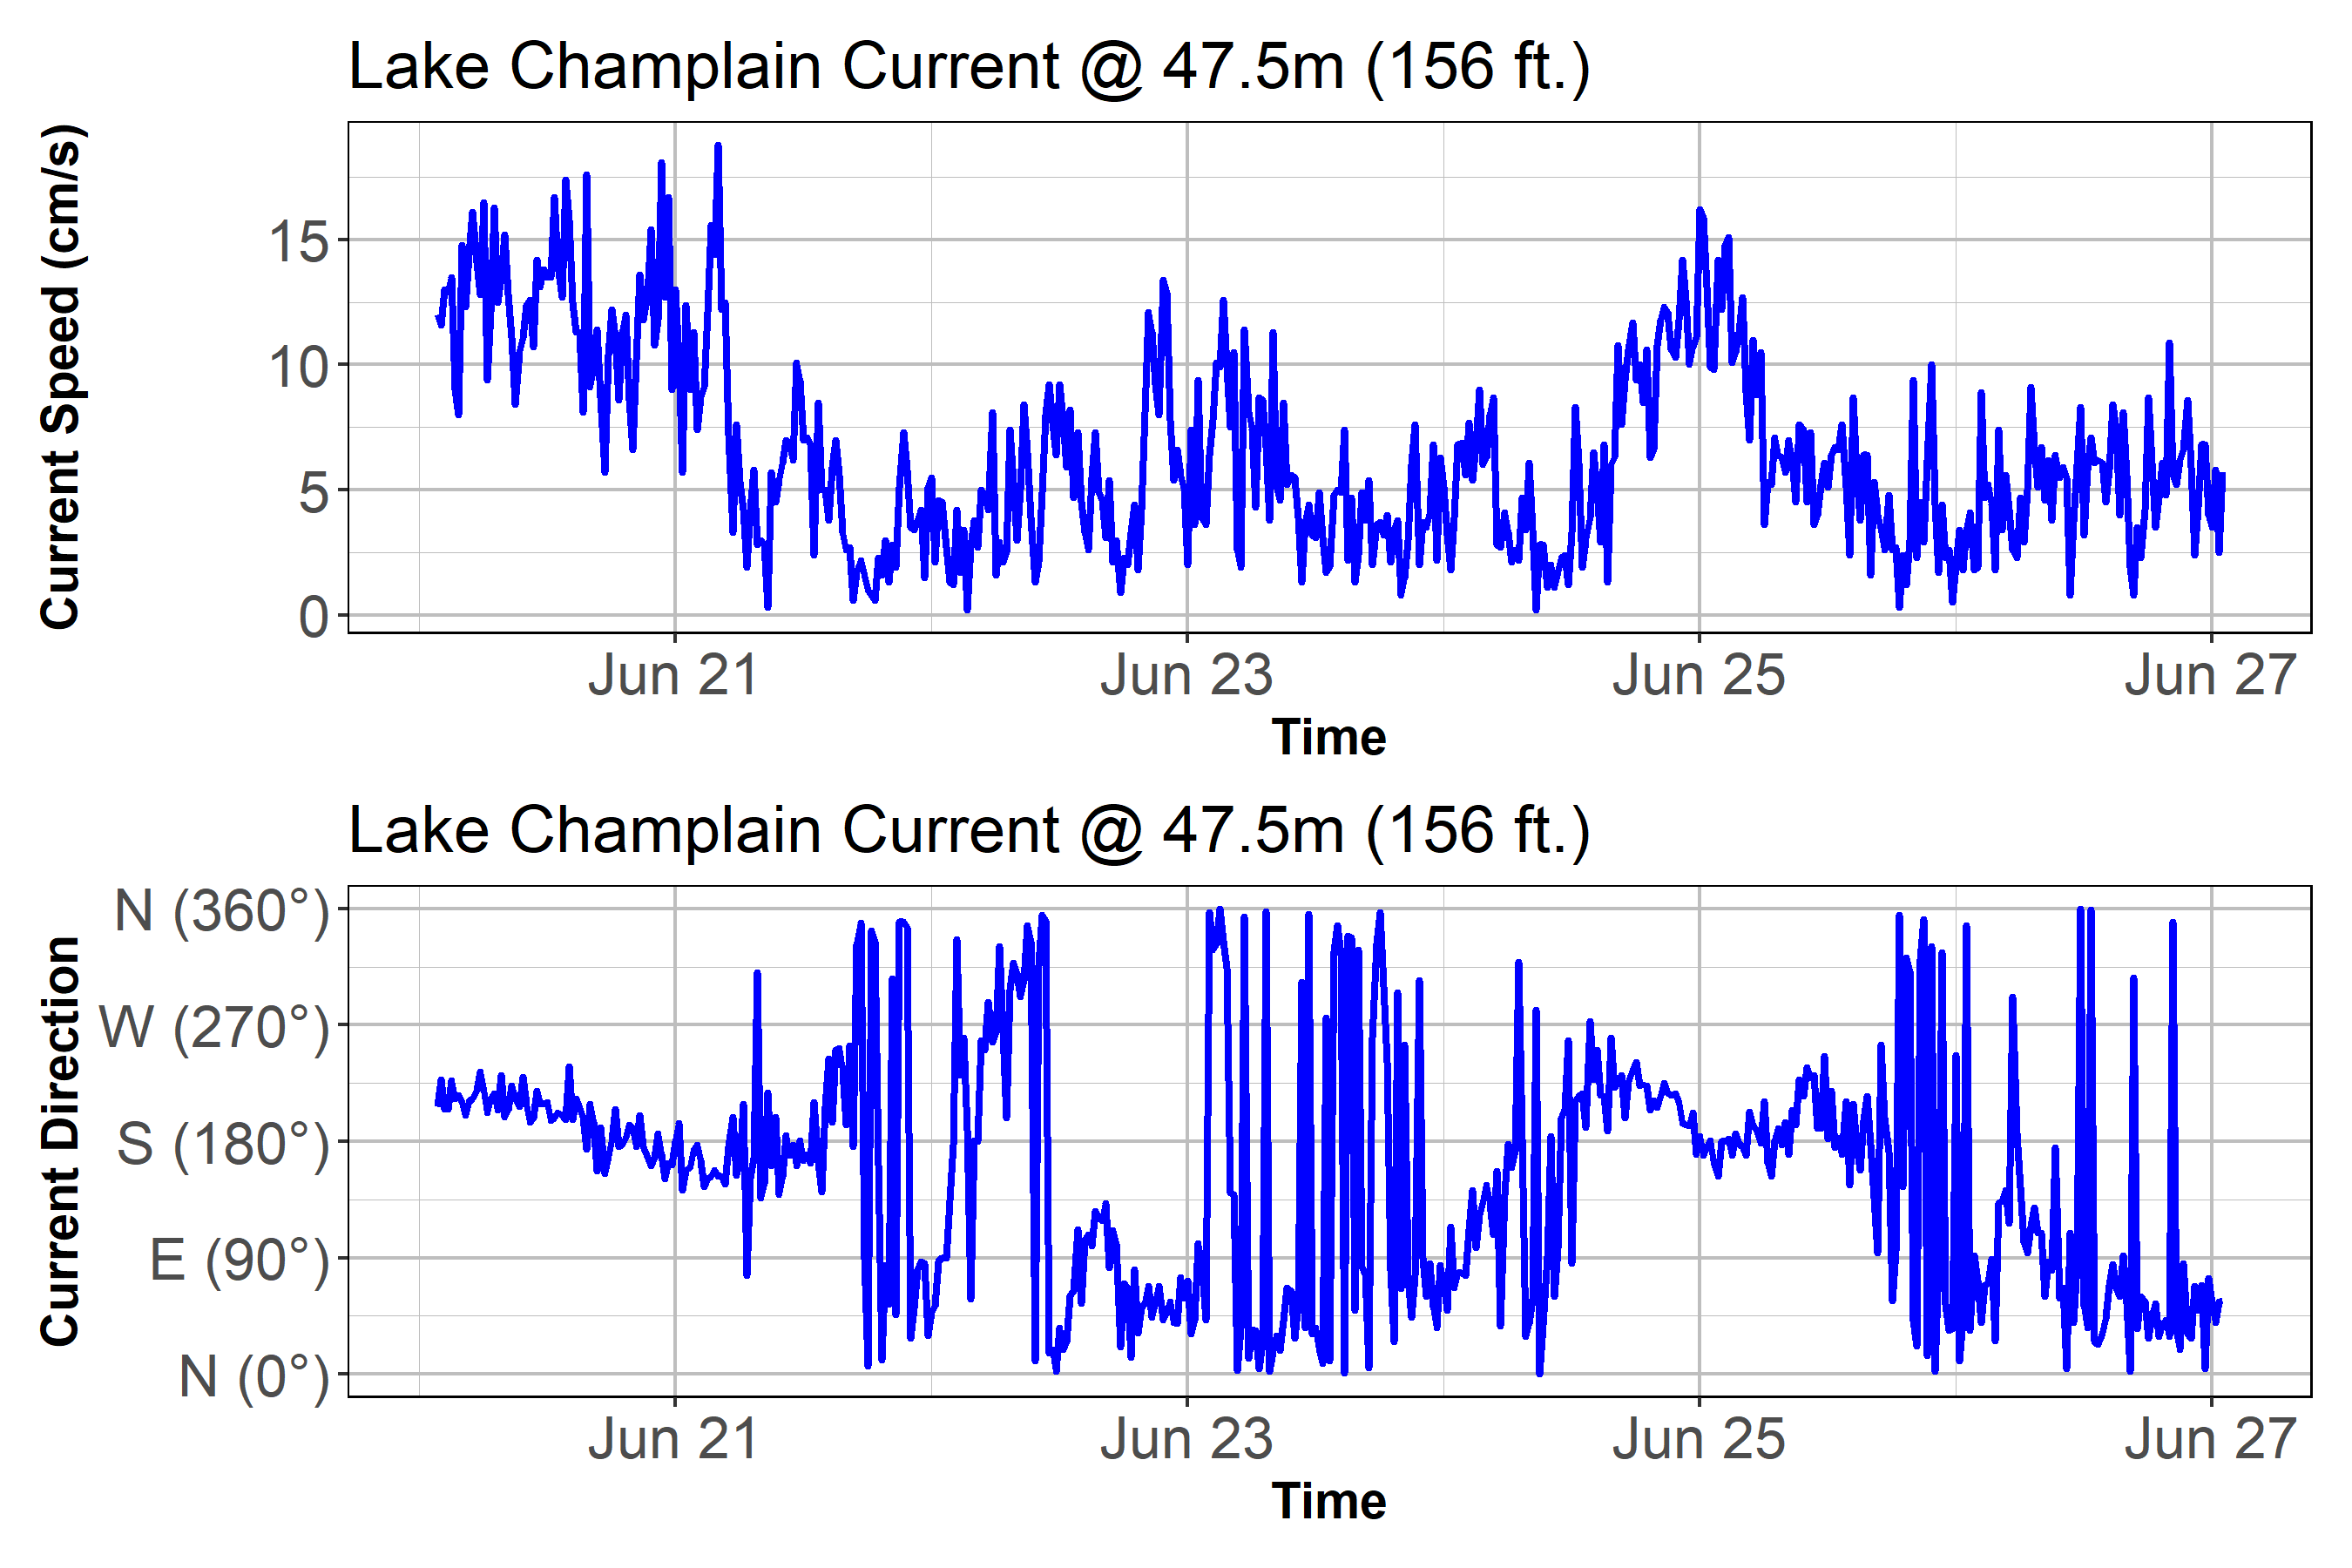 Lake Champlain Current @ 47.5m (156 ft.)
Current Speed (cm/s)
15
10
5
0
Jun 21 Jun 23 Jun 25 Jun 27
Time
Lake Champlain Current @ 47.5m (156 ft.)
Current Direction
N (360°)
W (270°)
S (180°)
E (90°)
N (0°)
Jun 21 Jun 23 Jun 25 Jun 27
Time